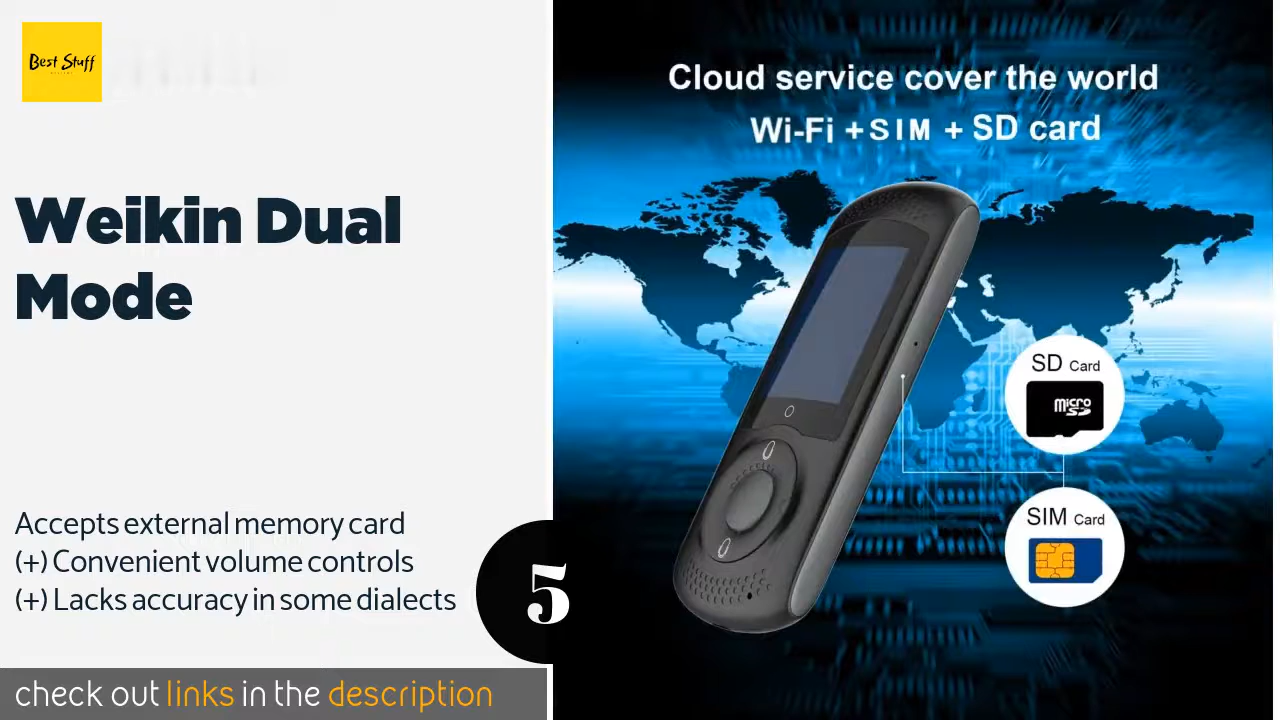 Best Stuff
Weikin Dual
Mode
Accepts external memory card
(+) Convenient volume controls
(+) Lacks accuracy in some dialects
5
check out links in the description
Cloud service cover the world
Wi-Fi + SIM + SD card
SD Card
micro
SD
SIM Card